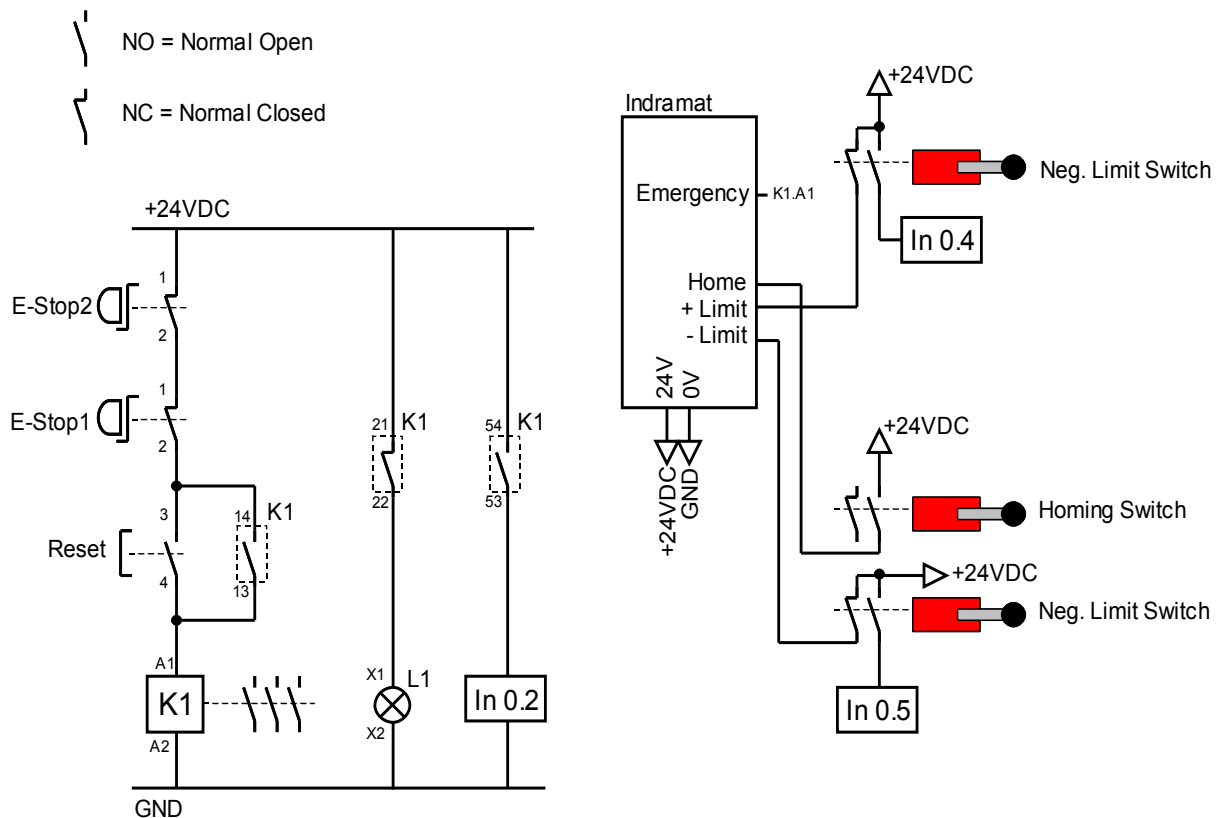 NO = Normal Open
NC = Normal Closed
+24VDC
1
E-Stop2
2
1
E-Stop1
2
3
Reset
4
14
K1
13
A1
K1
A2
21
K1
22
X1
L1
X2
54
K1
53
In 0.2
GND
Indramat
Emergency
K1.A1
Home
+ Limit
- Limit
24V
0V
+24VDC
GND
+24VDC
Neg. Limit Switch
In 0.4
+24VDC
Homing Switch
+24VDC
Neg. Limit Switch
In 0.5